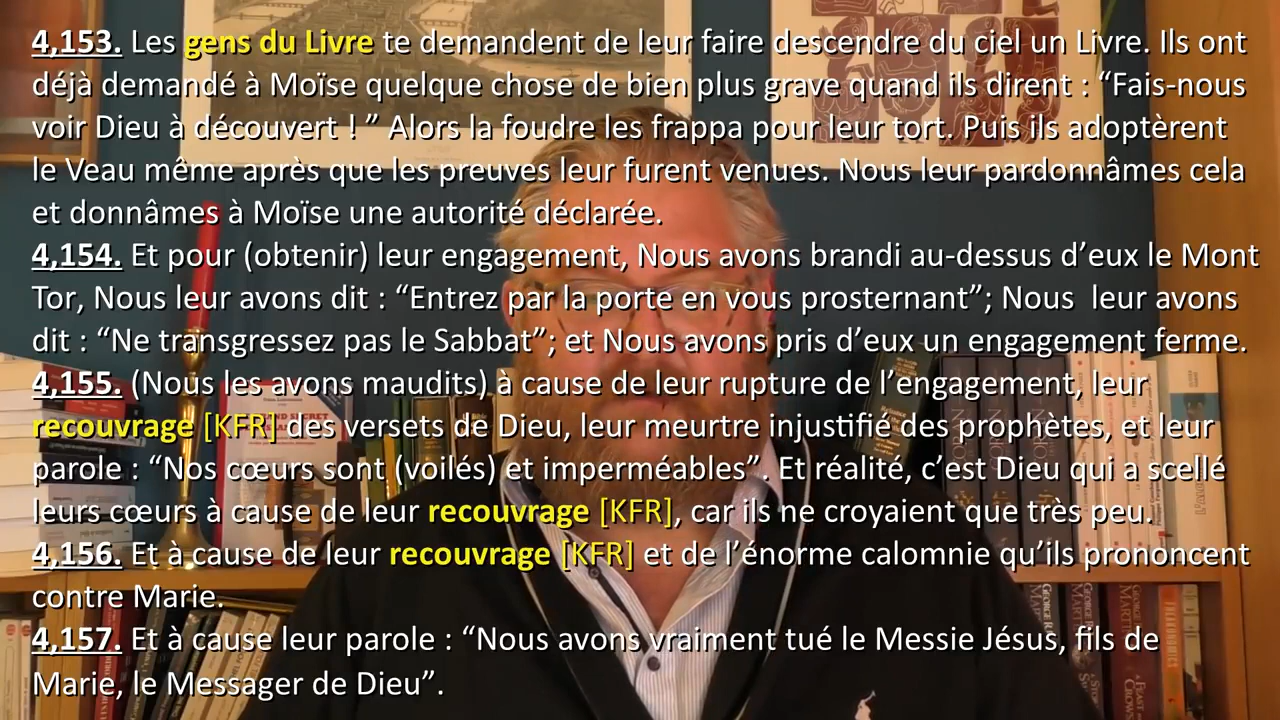 4,153. Les gens du Livre te demandent de leur faire descendre du ciel un Livre. Ils ont
déjà demandé à Moïse quelque chose de bien plus grave quand ils dirent : “Fais-nous
voir Dieu à découvert ! ” Alors la foudre les frappa pour leur tort. Puis ils adoptèrent
le Veau même après que les preuves leur furent venues. Nous leur pardonnâmes cela
et donnâmes à Moïse une autorité déclarée.
4,154. Et pour (obtenir) leur engagement, Nous avons brandi au-dessus d’eux le Mont
Tor, Nous leur avons dit : “Entrez par la porte en vous prosternant”; Nous  leur avons
dit : “Ne transgressez pas le Sabbat”; et Nous avons pris d’eux un engagement ferme.
4,155. (Nous les avons maudits) à cause de leur rupture de l’engagement, leur
recouvrage [KFR] des versets de Dieu, leur meurtre injustifié des prophètes, et leur
parole : “Nos cœurs sont (voilés) et imperméables”. Et réalité, c’est Dieu qui a scellé
leurs cœurs à cause de leur recouvrage [KFR], car ils ne croyaient que très peu.
4,156. Et à cause de leur recouvrage [KFR] et de l’énorme calomnie qu’ils prononcent
contre Marie.
4,157. Et à cause leur parole : “Nous avons vraiment tué le Messie Jésus, fils de
Marie, le Messager de Dieu”.